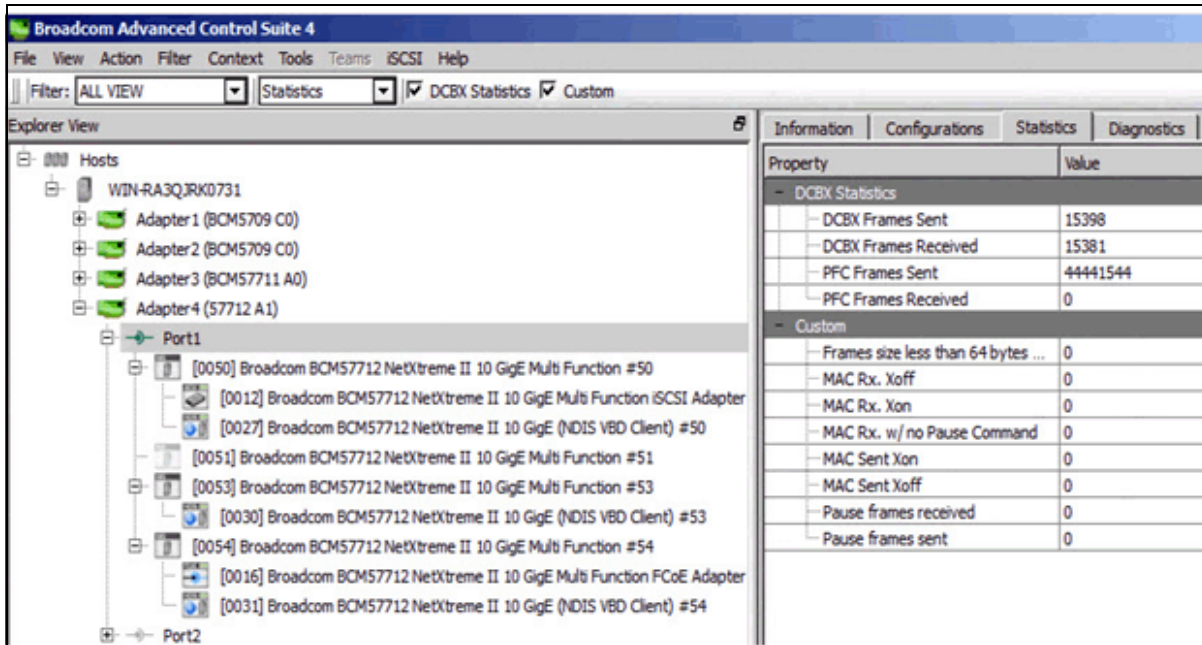 Broadcom Advanced Control Suite 4
File View Action Filter Context Tools Teams iSCSI Help
Filter: ALL VIEW Statistics DCBX Statistics Custom
Explorer View
Hosts
WIN-RA3QJRK0731
Adapter1 (BCM5709 C0)
Adapter2 (BCM5709 C0)
Adapter3 (BCM57711 A0)
Adapter4 (57712 A1)
Port1
[0050] Broadcom BCM57712 NetXtreme II 10 GigE Multi Function #50
[0012] Broadcom BCM57712 NetXtreme II 10 GigE Multi Function iSCSI Adapter
[0027] Broadcom BCM57712 NetXtreme II 10 GigE (NDIS VBD Client) #50
[0051] Broadcom BCM57712 NetXtreme II 10 GigE Multi Function #51
[0053] Broadcom BCM57712 NetXtreme II 10 GigE Multi Function #53
[0030] Broadcom BCM57712 NetXtreme II 10 GigE (NDIS VBD Client) #53
[0054] Broadcom BCM57712 NetXtreme II 10 GigE Multi Function #54
[0016] Broadcom BCM57712 NetXtreme II 10 GigE Multi Function FCoE Adapter
[0031] Broadcom BCM57712 NetXtreme II 10 GigE (NDIS VBD Client) #54
Port2
Information Configurations Statistics Diagnostics
Property Value
DCBX Statistics
DCBX Frames Sent 15398
DCBX Frames Received 15381
PFC Frames Sent 44441544
PFC Frames Received 0
Custom
Frames size less than 64 bytes ... 0
MAC Rx. Xoff 0
MAC Rx. Xon 0
MAC Rx. w/ no Pause Command 0
MAC Sent Xon 0
MAC Sent Xoff 0
Pause frames received 0
Pause frames sent 0